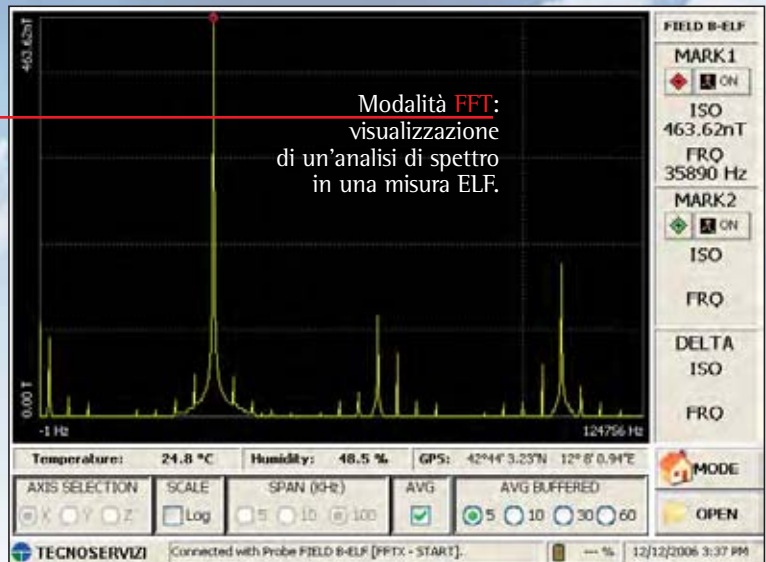 463.62nT
0.00 T
-1 Hz
124756 Hz
Modalità FFT:
visualizzazione
di un'analisi di spettro
in una misura ELF.
FIELD B-ELF
MARK1
ON
ISO
463.62nT
FRQ
35890 Hz
MARK2
ON
ISO
FRQ
DELTA
ISO
FRQ
Temperature: 24.8 °C Humidity: 48.5 % GPS: 42°44' 3.23"N 12° 8' 0.94"E
MODE
AXIS SELECTION SCALE SPAN (KHz) AVG AVG BUFFERED
X Y Z Log 5 10 100 5 10 30 60
OPEN
TECNOSERVIZI Connected with Probe FIELD B-ELF [FFTX - START]. --- % 12/12/2006 3:37 PM